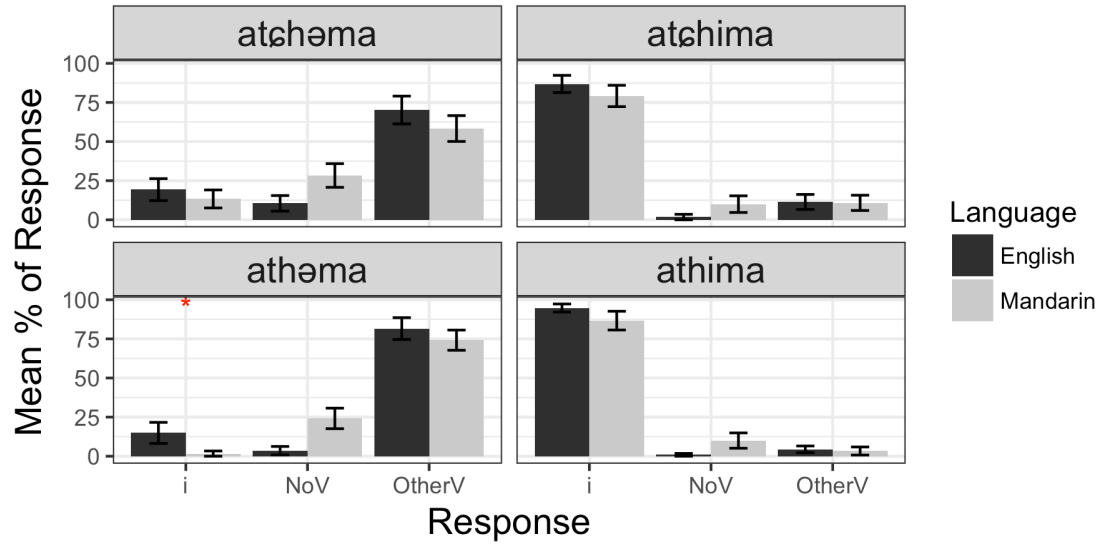 atɕhəma
atɕhima
100
75
50
25
0
athəma
athima
*
100
75
50
25
0
i
NoV
OtherV
i
NoV
OtherV
Mean % of Response
Response
Language
English
Mandarin